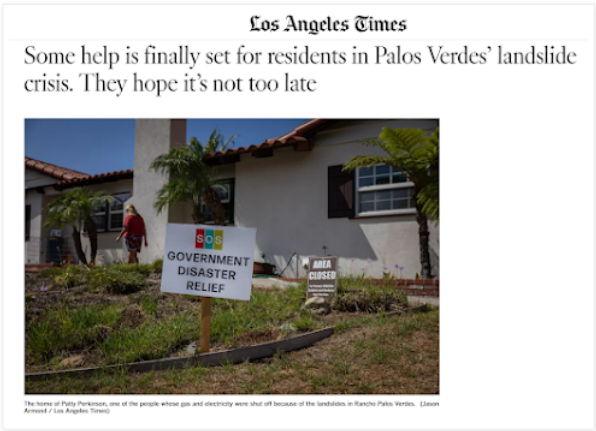 Los Angeles Times
Some help is finally set for residents in Palos Verdes’ landslide
crisis. They hope it’s not too late
SOS
GOVERNMENT
DISASTER
RELIEF
AREA
CLOSED
The home of Patty Perkinson, one of the people whose gas and electricity were shut off because of the landslides in Rancho Palos Verdes. (Jason
Armond / Los Angeles Times)